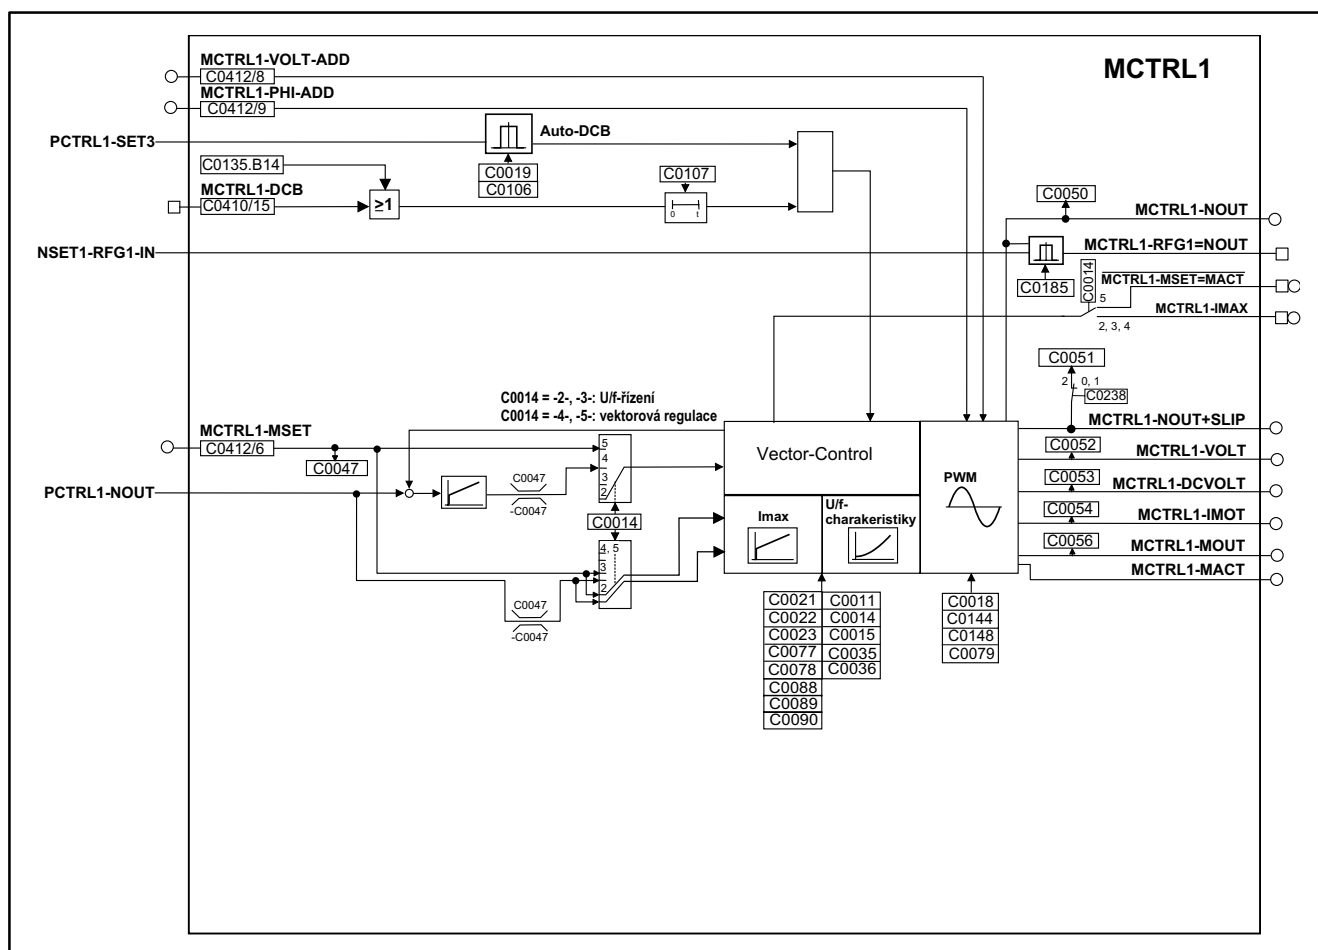 MCTRL1-VOLT-ADD
C0412/8
MCTRL1-PHI-ADD
C0412/9
MCTRL1
PCTRL1-SET3
Auto-DCB
C0019
C0106
C0135.B14
MCTRL1-DCB
C0410/15
≥1
C0107
0 t
C0050
MCTRL1-NOUT
NSET1-RFG1-IN
MCTRL1-RFG1=NOUT
C0185
C0014
MCTRL1-MSET=MACT
5
MCTRL1-IMAX
2, 3, 4
C0051
2 0, 1
C0238
C0014 = -2-, -3-: U/f-řízení
C0014 = -4-, -5-: vektorová regulace
MCTRL1-MSET
C0412/6
C0047
PCTRL1-NOUT
C0047
-C0047
5
4
3
2
C0014
4, 5
3
2
C0047
-C0047
Vector-Control
Imax
U/f-
charakeristiky
PWM
MCTRL1-NOUT+SLIP
C0052
MCTRL1-VOLT
C0053
MCTRL1-DCVOLT
C0054
MCTRL1-IMOT
C0056
MCTRL1-MOUT
MCTRL1-MACT
C0021 C0011
C0022 C0014
C0023 C0015
C0077 C0035
C0078 C0036
C0088
C0089
C0090
C0018
C0144
C0148
C0079